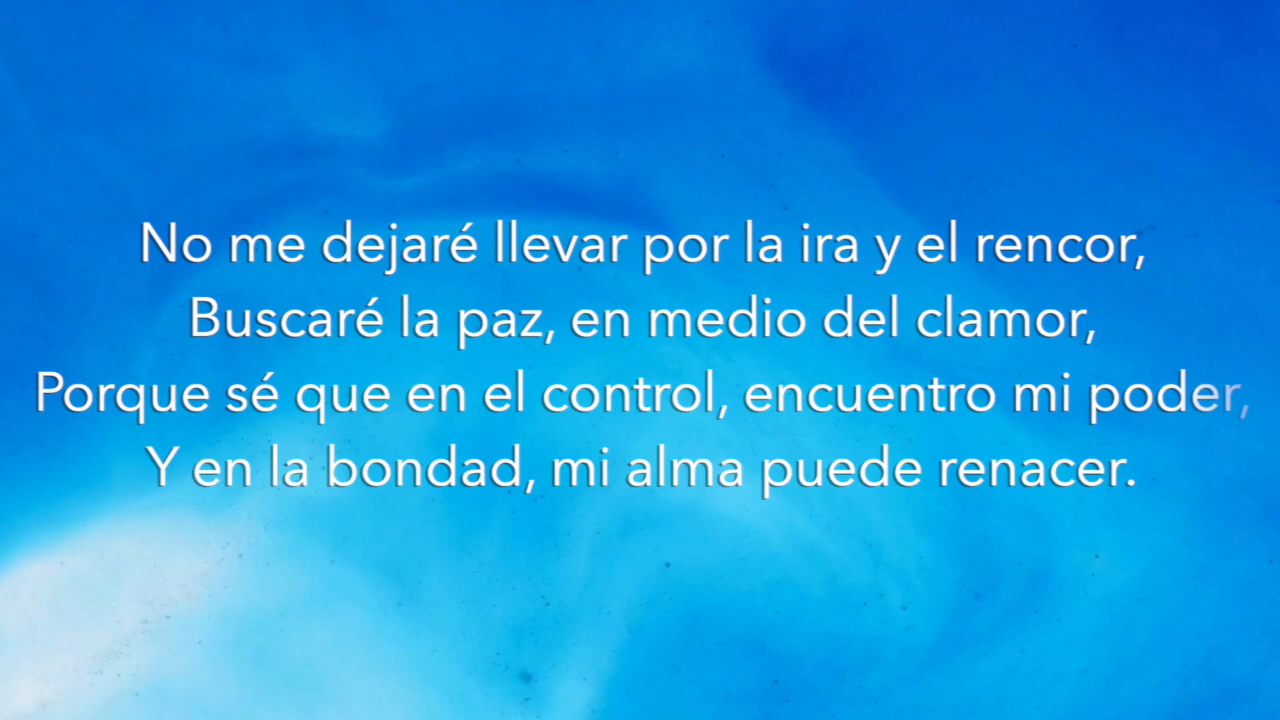 No me dejaré llevar por la ira y el rencor,
Buscaré la paz, en medio del clamor,
Porque sé que en el control, encuentro mi poder,
Y en la bondad, mi alma puede renacer.